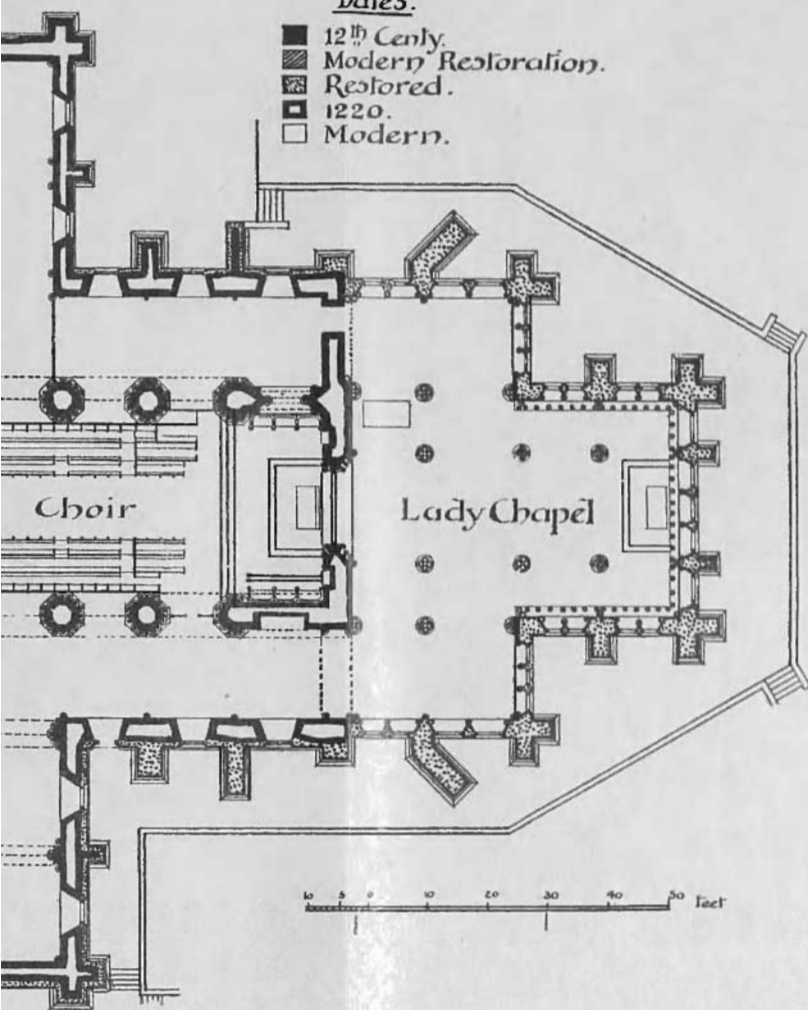 Dates.
12th Centy.
Modern Restoration.
Restored.
1220.
Modern.
Choir
Lady Chapel
10 5 0 10 20 30 40 50 Feet